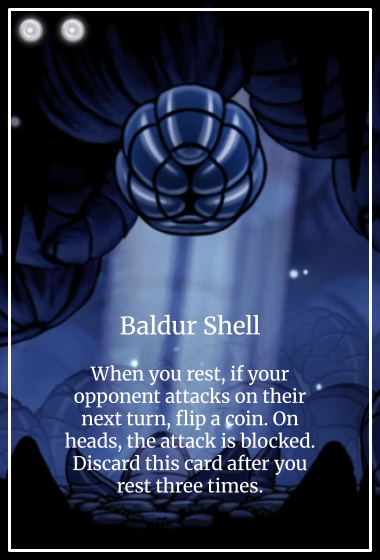 Baldur Shell
When you rest, if your
opponent attacks on their
next turn, flip a coin. On
heads, the attack is blocked.
Discard this card after you
rest three times.